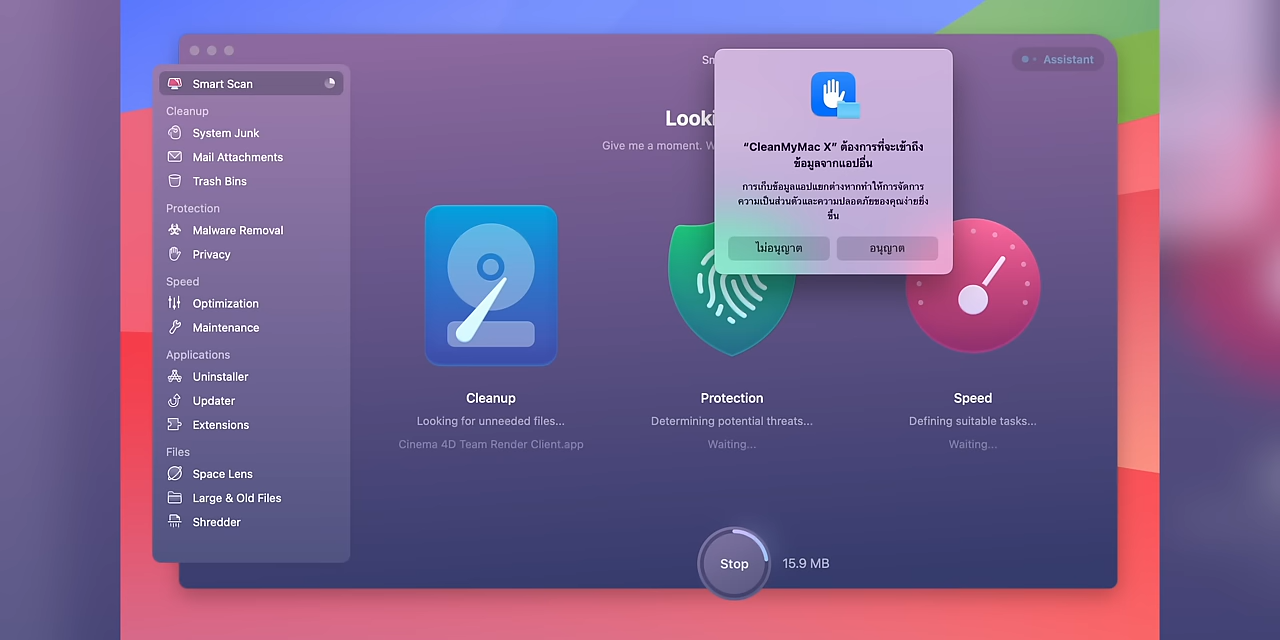 Smart Scan
Cleanup
System Junk
Mail Attachments
Trash Bins
Protection
Malware Removal
Privacy
Speed
Optimization
Maintenance
Applications
Uninstaller
Updater
Extensions
Files
Space Lens
Large & Old Files
Shredder
Assistant
Give me a moment.
“CleanMyMac X” ต้องการที่จะเข้าถึง
ข้อมูลจากแอปอื่น
การเก็บข้อมูลแอปแยกต่างหากทำให้การจัดการ
ความเป็นส่วนตัวและความปลอดภัยของคุณง่ายยิ่ง
ขึ้น
ไม่อนุญาต
อนุญาต
Cleanup
Looking for unneeded files...
Cinema 4D Team Render Client.app
Protection
Determining potential threats...
Waiting...
Speed
Defining suitable tasks...
Waiting...
Stop
15.9 MB